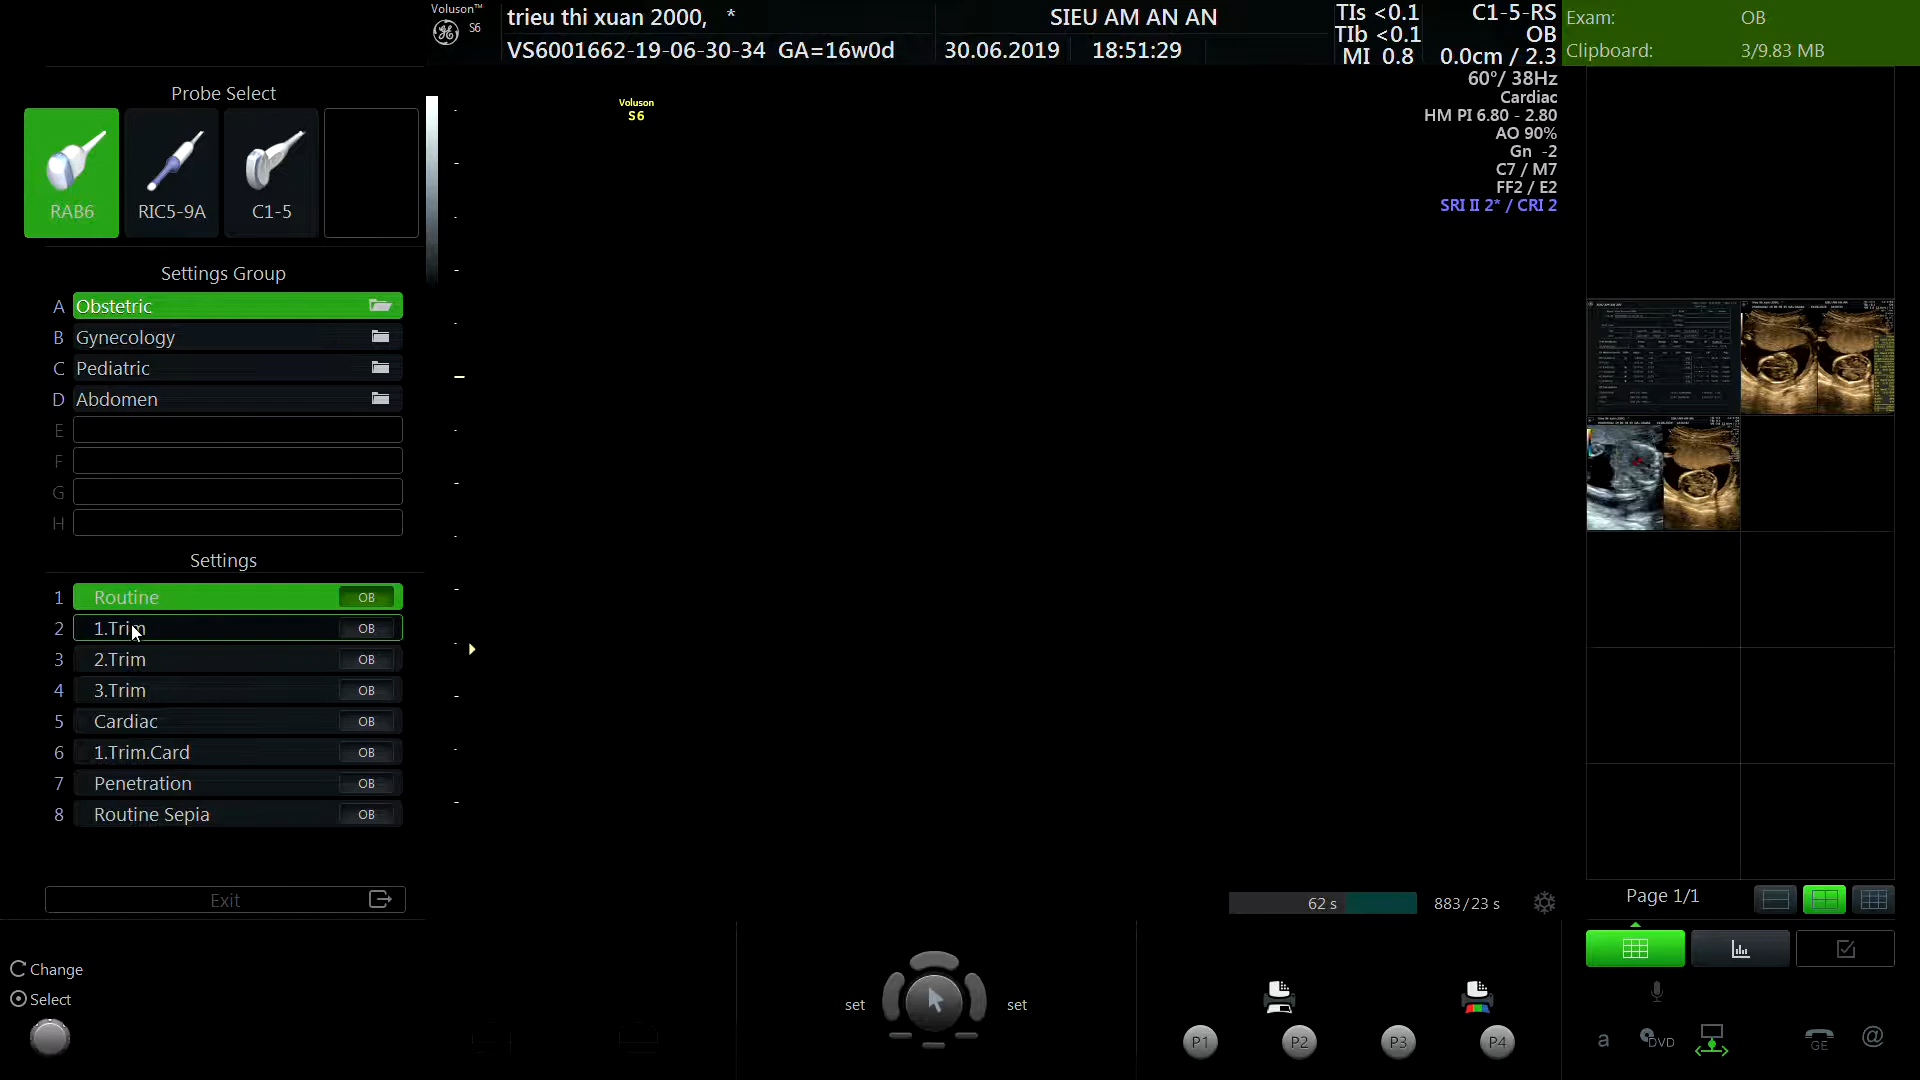 Voluson™
S6
trieu thi xuan 2000, *
SIEU AM AN AN
VS6001662-19-06-30-34 GA=16w0d
30.06.2019
18:51:29
TIs <0.1
TIb <0.1
MI 0.8
C1-5-RS
OB
0.0cm / 2.3
Exam: OB
Clipboard: 3/9.83 MB
60°/ 38Hz
Cardiac
HM PI 6.80 - 2.80
AO 90%
Gn -2
C7 / M7
FF2 / E2
SRI II 2* / CRI 2
Voluson
S6
Probe Select
RAB6
RIC5-9A
C1-5
Settings Group
A Obstetric
B Gynecology
C Pediatric
D Abdomen
E
F
G
H
Settings
1 Routine OB
2 1.Trim OB
3 2.Trim OB
4 3.Trim OB
5 Cardiac OB
6 1.Trim.Card OB
7 Penetration OB
8 Routine Sepia OB
Exit
62 s
883/23 s
Page 1/1
Change
Select
set
set
P1
P2
P3
P4
a
DVD
GE
@